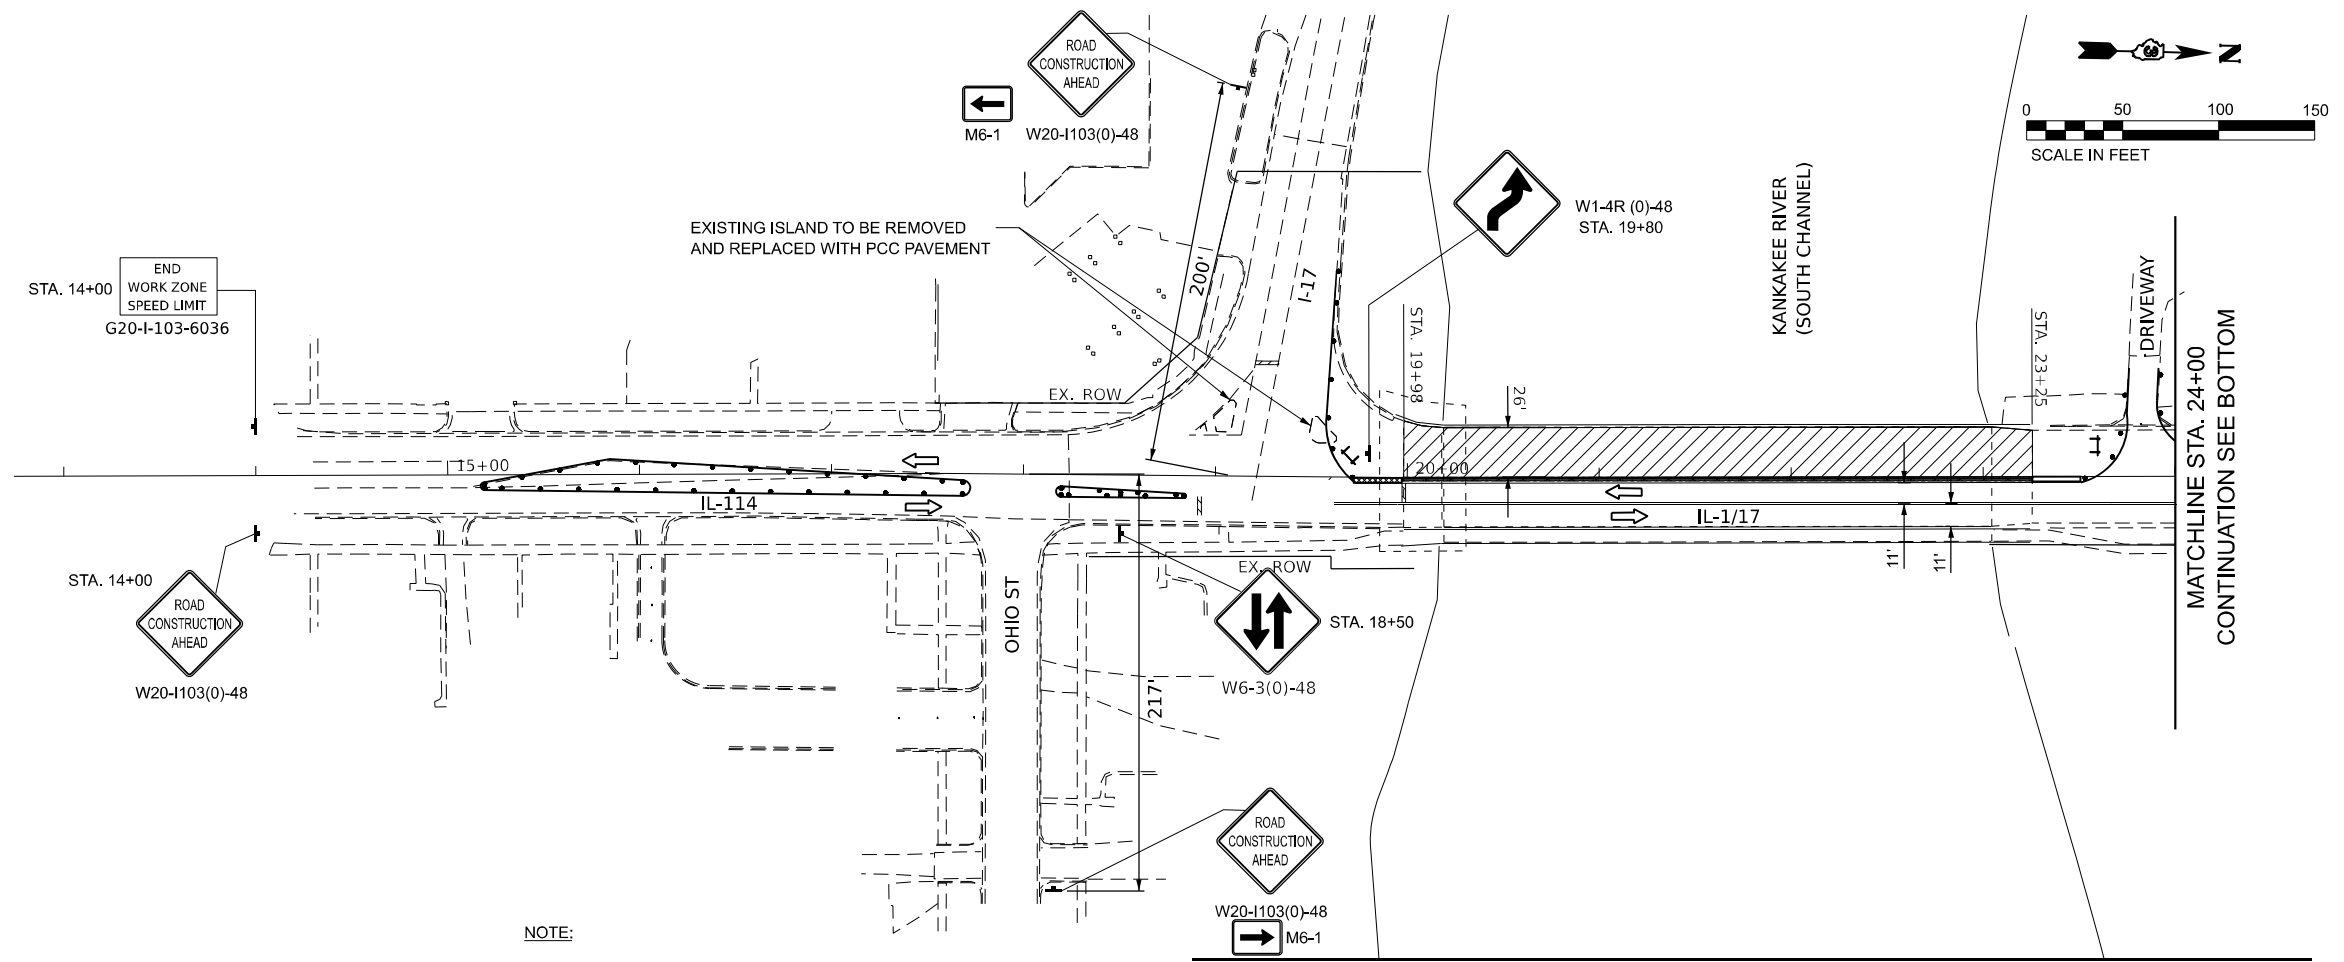 ROAD
CONSTRUCTION
AHEAD
M6-1
W20-I103(0)-48
N
0 50 100 150
SCALE IN FEET
EXISTING ISLAND TO BE REMOVED
AND REPLACED WITH PCC PAVEMENT
200'
I-17
W1-4R (0)-48
STA. 19+80
KANKAKEE RIVER
(SOUTH CHANNEL)
DRIVEWAY
END
WORK ZONE
SPEED LIMIT
STA. 14+00
G20-I-103-6036
STA. 19+98
STA. 23+25
MATCHLINE STA. 24+00
CONTINUATION SEE BOTTOM
EX. ROW
26'
15+00
20+00
IL-114
IL-1/17
11'
11'
STA. 14+00
ROAD
CONSTRUCTION
AHEAD
W20-I103(0)-48
OHIO ST
EX. ROW
STA. 18+50
W6-3(0)-48
217'
ROAD
CONSTRUCTION
AHEAD
W20-I103(0)-48
M6-1
NOTE: